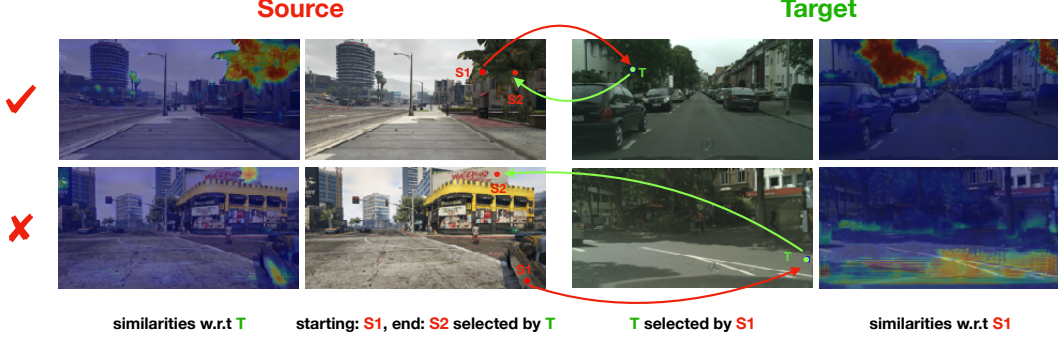 Source Target
S1 T
S2
S2
T
S1
similarities w.r.t T starting: S1, end: S2 selected by T T selected by S1 similarities w.r.t S1